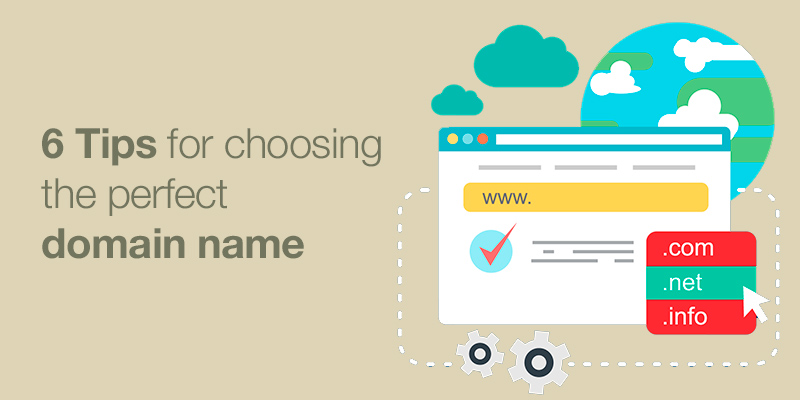 6 Tips for choosing
the perfect
domain name
www.
.com
.net
.info